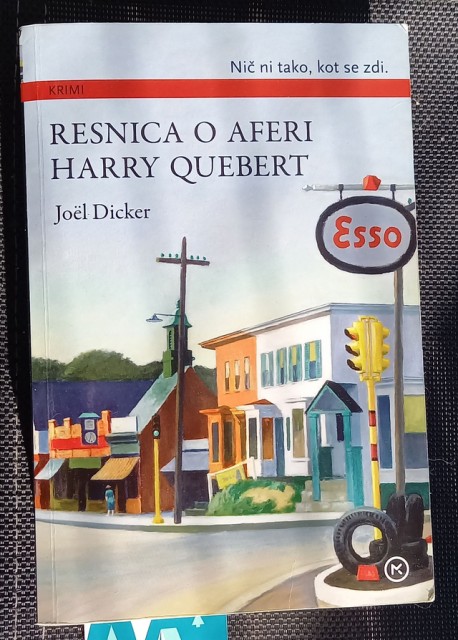 Nič ni tako, kot se zdi.
KRIMI
RESNICA O AFERI
HARRY QUEBERT
Joël Dicker
Esso